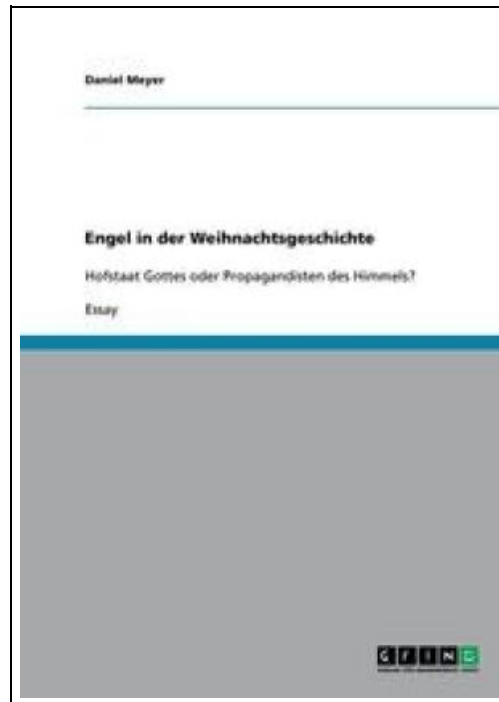 Daniel Meyer
Engel in der Weihnachtsgeschichte
Hofstaat Gottes oder Propagandisten des Himmels?
Essay
GRIN